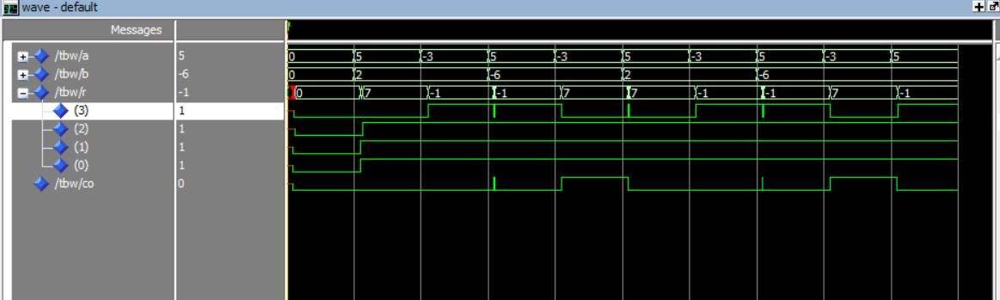 wave - default
Messages
/tbw/a 5 0 5 -3 5 -3 5 -3 5 -3 5
/tbw/b -6 0 2 -6 2 -6
/tbw/r -1 0 7 -1 -1 7 7 -1 -1 7 -1
(3) 1
(2) 1
(1) 1
(0) 1
/tbw/co 0